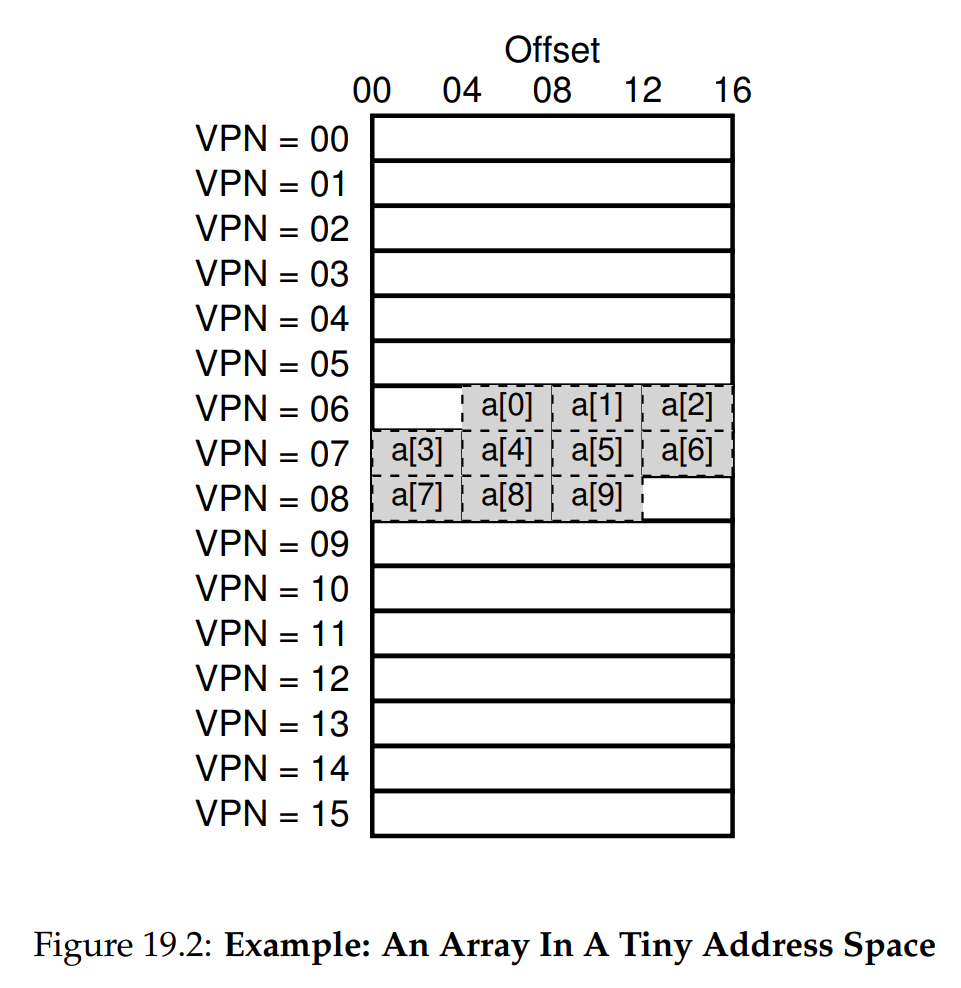 Offset
00 04 08 12 16
VPN = 00
VPN = 01
VPN = 02
VPN = 03
VPN = 04
VPN = 05
VPN = 06 a[0] a[1] a[2]
VPN = 07 a[3] a[4] a[5] a[6]
VPN = 08 a[7] a[8] a[9]
VPN = 09
VPN = 10
VPN = 11
VPN = 12
VPN = 13
VPN = 14
VPN = 15
Figure 19.2: Example: An Array In A Tiny Address Space